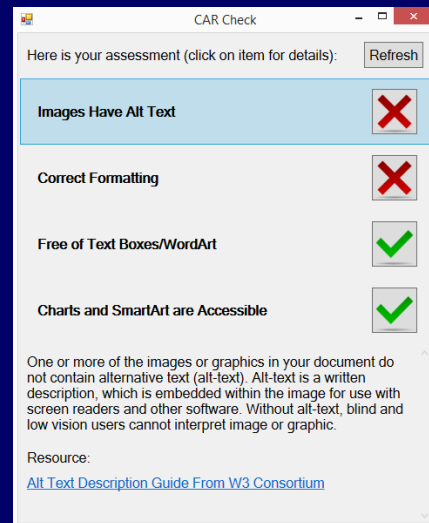 CAR Check
Here is your assessment (click on item for details):
Refresh
Images Have Alt Text
Correct Formatting
Free of Text Boxes/WordArt
Charts and SmartArt are Accessible
One or more of the images or graphics in your document do
not contain alternative text (alt-text). Alt-text is a written
description, which is embedded within the image for use with
screen readers and other software. Without alt-text, blind and
low vision users cannot interpret image or graphic.
Resource:
Alt Text Description Guide From W3 Consortium